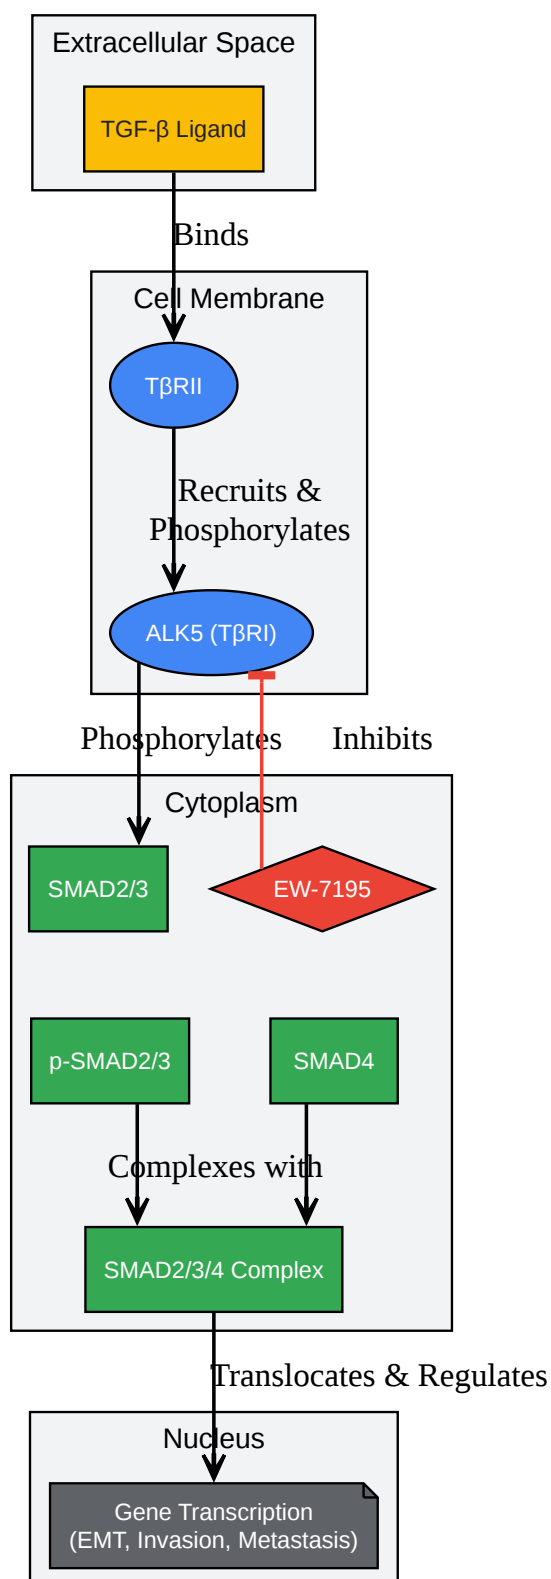 Extracellular Space
TGF-β Ligand
Binds
Cell Membrane
TβRII
Recruits &
Phosphorylates
ALK5 (TβRI)
Phosphorylates
Inhibits
Cytoplasm
SMAD2/3
EW-7195
p-SMAD2/3
SMAD4
Complexes with
SMAD2/3/4 Complex
Translocates & Regulates
Nucleus
Gene Transcription
(EMT, Invasion, Metastasis)